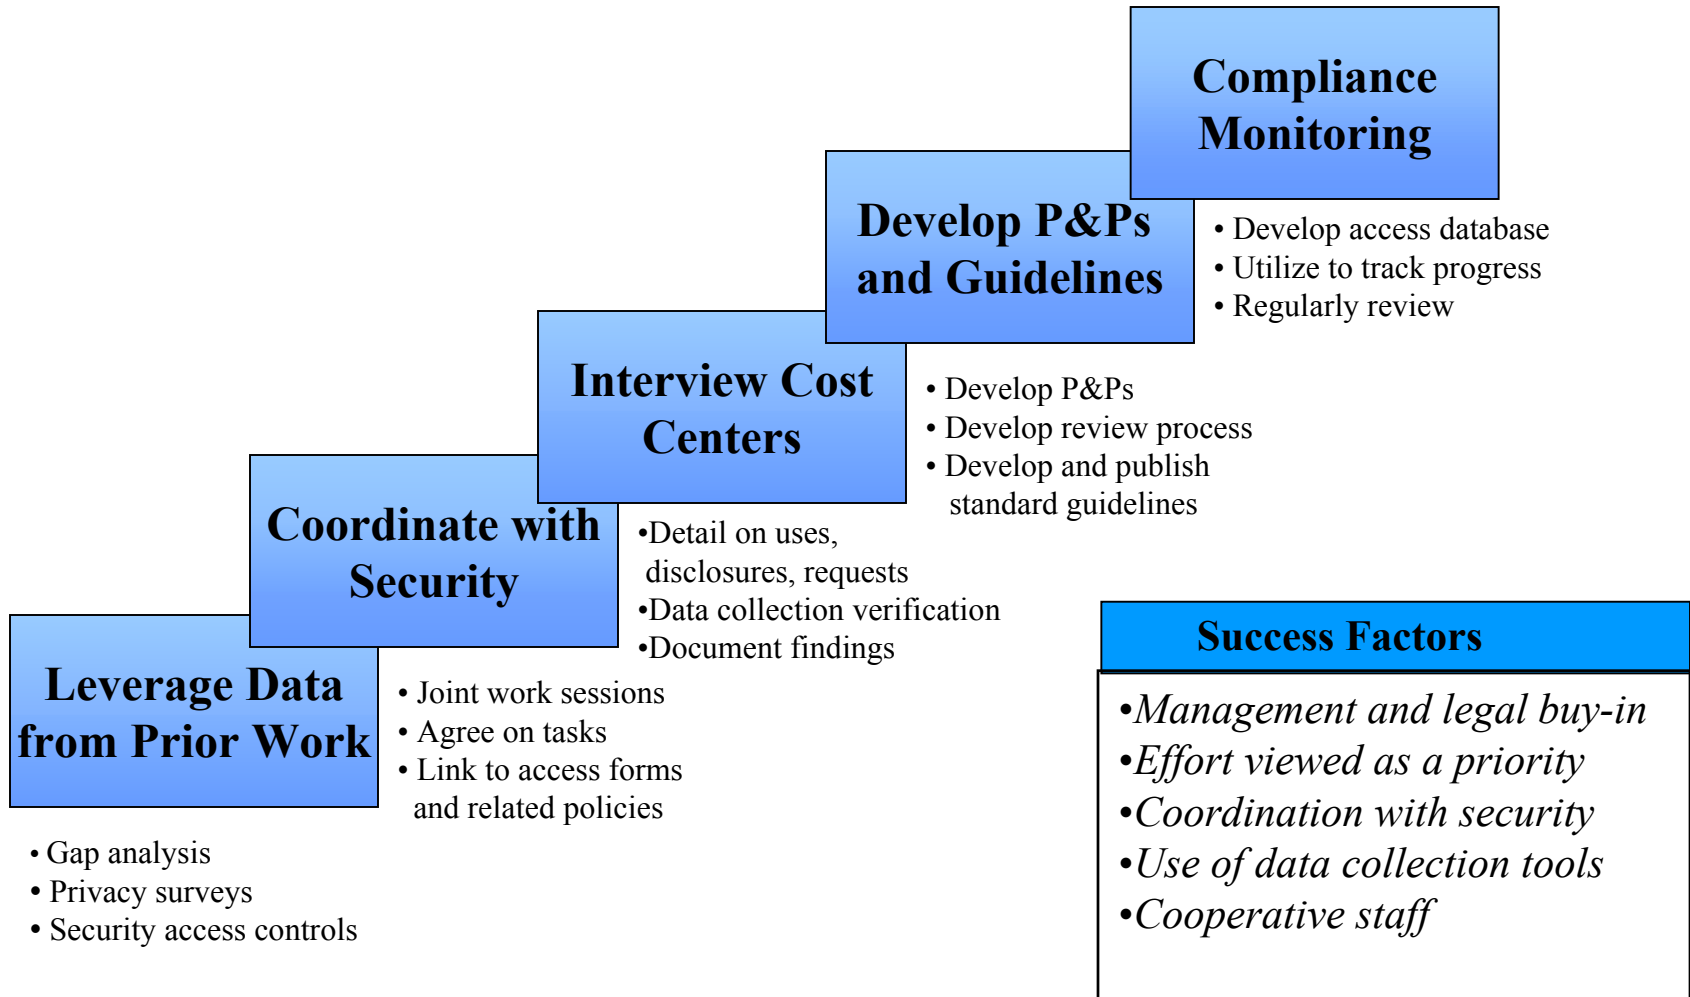 Compliance
Monitoring
• Develop access database
• Utilize to track progress
• Regularly review
Develop P&Ps
and Guidelines
• Develop P&Ps
• Develop review process
• Develop and publish
standard guidelines
Interview Cost
Centers
•Detail on uses,
disclosures, requests
•Data collection verification
•Document findings
Coordinate with
Security
• Joint work sessions
• Agree on tasks
• Link to access forms
and related policies
Leverage Data
from Prior Work
• Gap analysis
• Privacy surveys
• Security access controls
Success Factors
•Management and legal buy-in
•Effort viewed as a priority
•Coordination with security
•Use of data collection tools
•Cooperative staff